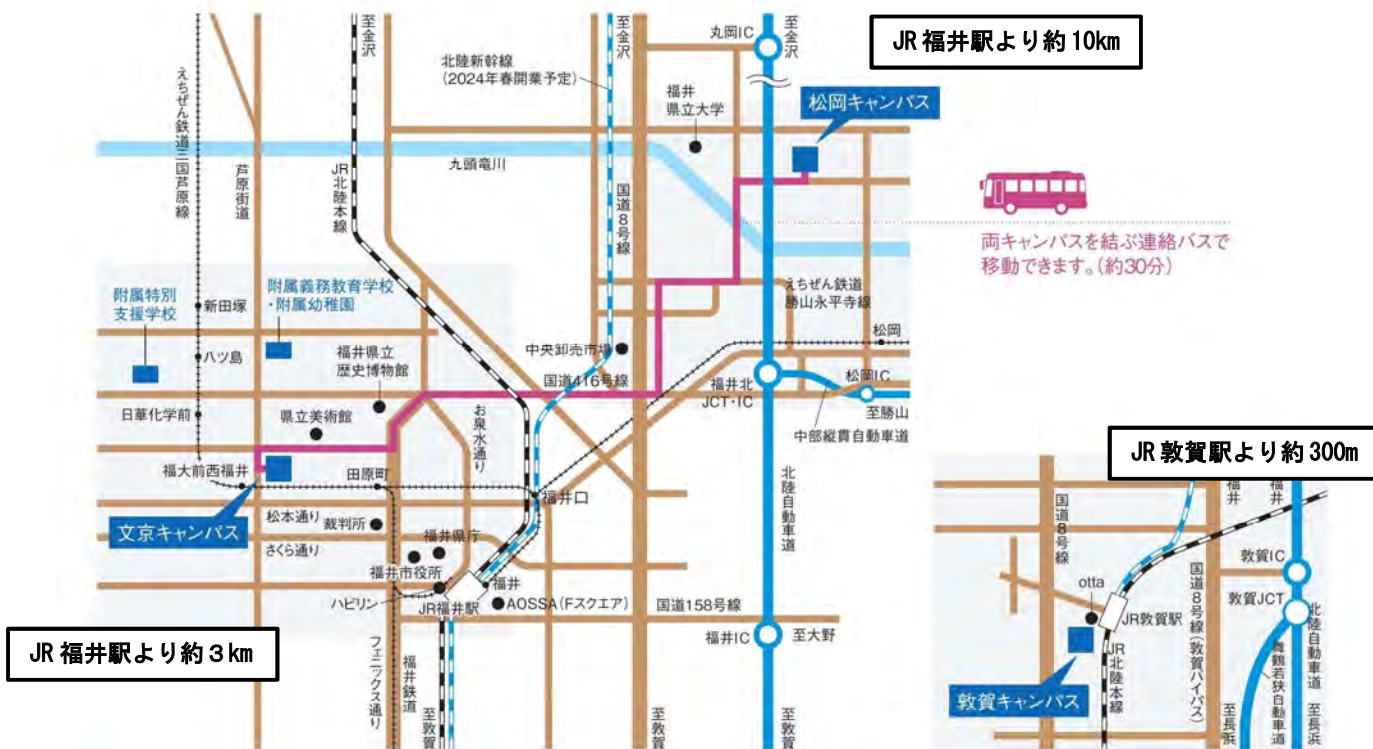 至金沢
北陸新幹線
(2024年春開業予定)
至金沢
丸岡IC
至金沢
JR福井駅より約10km
福井
県立大学
松岡キャンパス
えちぜん鉄道三国芦原線
芦原街道
JR北陸本線
九頭竜川
国道8号線
両キャンパスを結ぶ連絡バスで
移動できます。(約30分)
附属特別
支援学校
新田塚
附属義務教育学校
・附属幼稚園
えちぜん鉄道
勝山永平寺線
松岡
八ツ島
福井県立
歴史博物館
中央卸売市場
国道416号線
福井北
JCT・IC
松岡IC
至勝山
中部縦貫自動車道
日華化学前
県立美術館
お泉水通り
福大前西福井
田原町
福井口
北陸自動車道
文京キャンパス
松本通り
裁判所
さくら通り
福井県庁
福井市役所
福井
ハピリン
JR福井駅
AOSSA(Fスクエア)
国道158号線
福井IC
至大野
JR福井駅より約3km
フェニックス通り
福井鉄道
至敦賀
至敦賀
至敦賀
JR敦賀駅より約300m
福井
福井
国道8号線
敦賀IC
otta
敦賀JCT
JR敦賀駅
国道8号線(敦賀バイパス)
北陸自動車道
JR北陸本線
舞鶴若狭自動車道
敦賀キャンパス
至長浜
至長浜